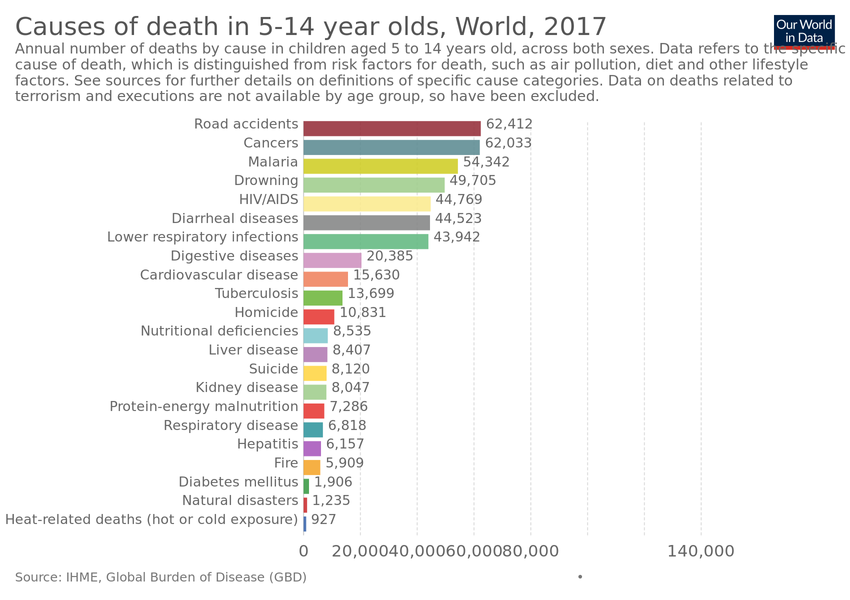 Causes of death in 5-14 year olds, World, 2017
Our World
in Data
Annual number of deaths by cause in children aged 5 to 14 years old, across both sexes. Data refers to the specific
cause of death, which is distinguished from risk factors for death, such as air pollution, diet and other lifestyle
factors. See sources for further details on definitions of specific cause categories. Data on deaths related to
terrorism and executions are not available by age group, so have been excluded.
Road accidents 62,412
Cancers 62,033
Malaria 54,342
Drowning 49,705
HIV/AIDS 44,769
Diarrheal diseases 44,523
Lower respiratory infections 43,942
Digestive diseases 20,385
Cardiovascular disease 15,630
Tuberculosis 13,699
Homicide 10,831
Nutritional deficiencies 8,535
Liver disease 8,407
Suicide 8,120
Kidney disease 8,047
Protein-energy malnutrition 7,286
Respiratory disease 6,818
Hepatitis 6,157
Fire 5,909
Diabetes mellitus 1,906
Natural disasters 1,235
Heat-related deaths (hot or cold exposure) 927
0 20,000 40,000 60,000 80,000 140,000
Source: IHME, Global Burden of Disease (GBD) •